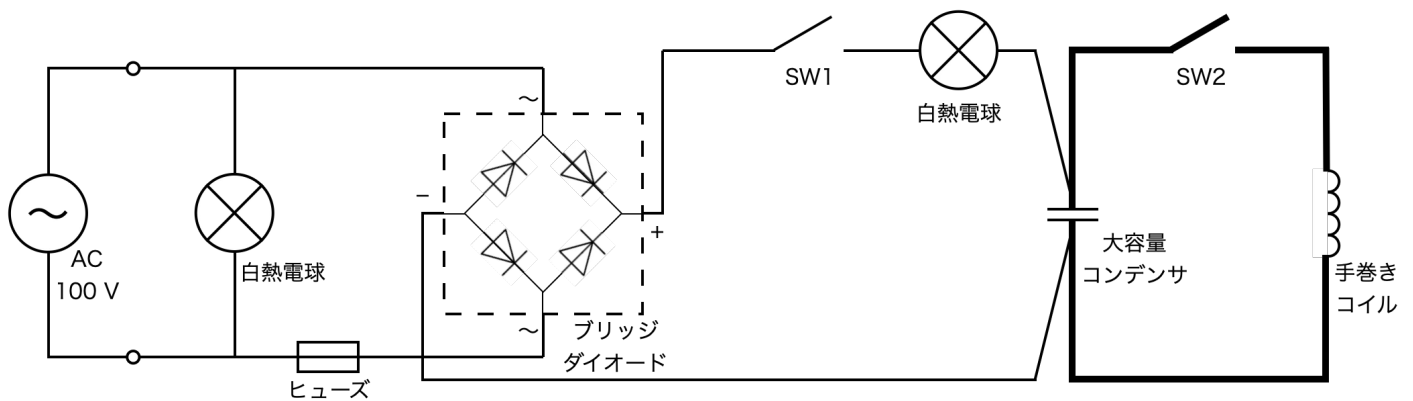 AC
100 V
白熱電球
ヒューズ
〜
−
+
〜
ブリッジ
ダイオード
SW1
白熱電球
大容量
コンデンサ
SW2
手巻き
コイル